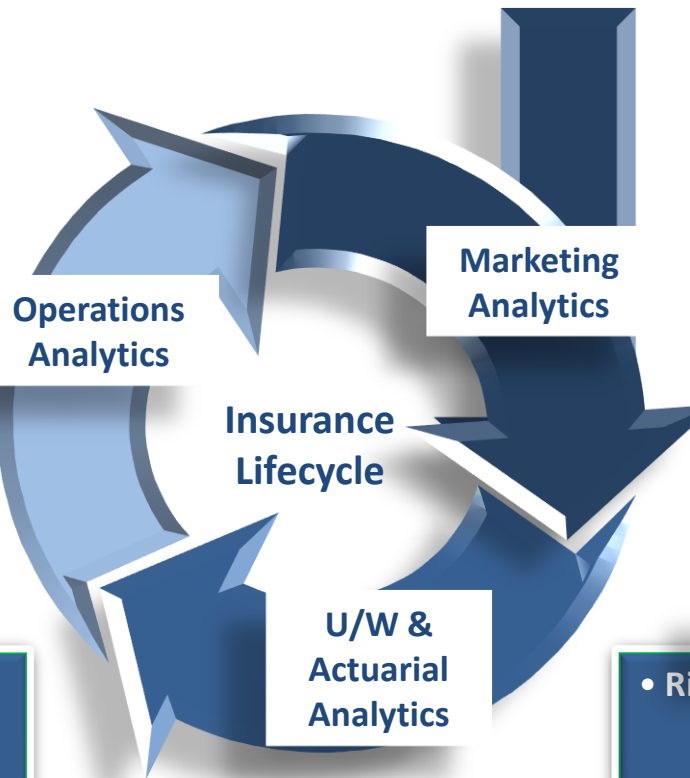 Marketing
Analytics
Operations
Analytics
Insurance
Lifecycle
U/W &
Actuarial
Analytics
•